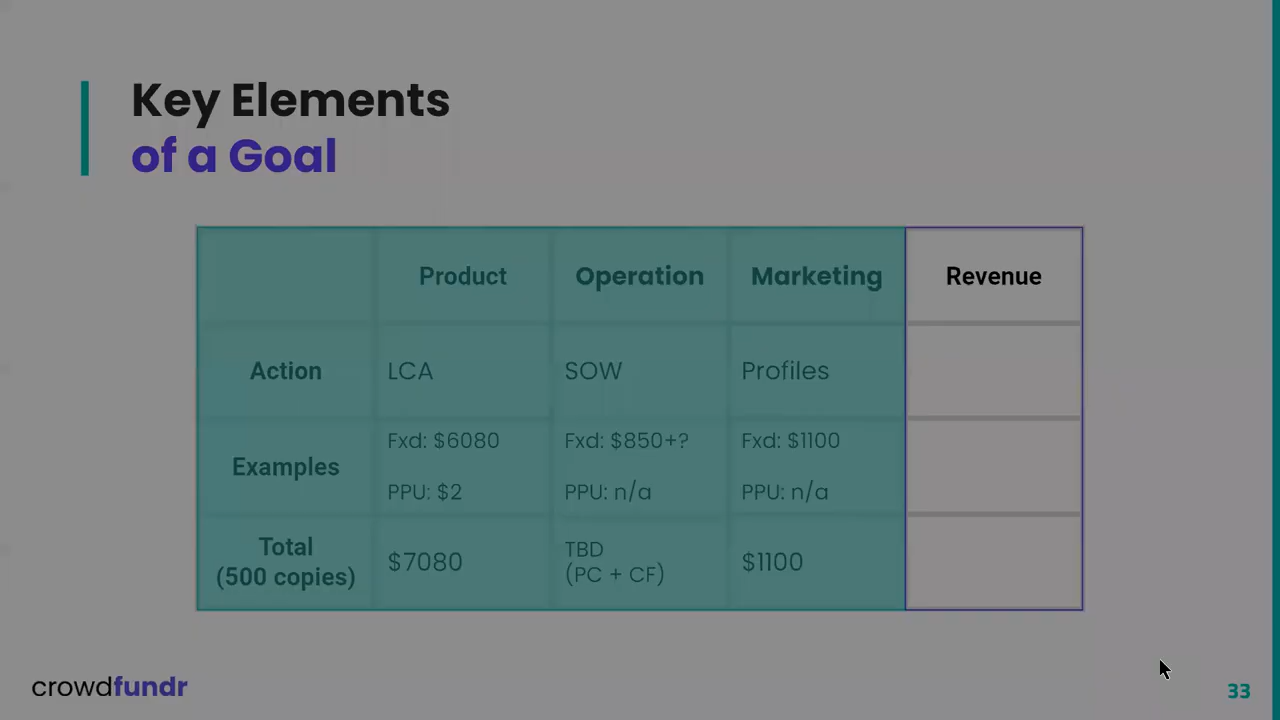 Key Elements
of a Goal
Product Operation Marketing Revenue
Action LCA SOW Profiles
Examples Fxd: $6080 Fxd: $850+? Fxd: $1100
PPU: $2 PPU: n/a PPU: n/a
Total
(500 copies) $7080 TBD
(PC + CF) $1100
crowdfundr
33